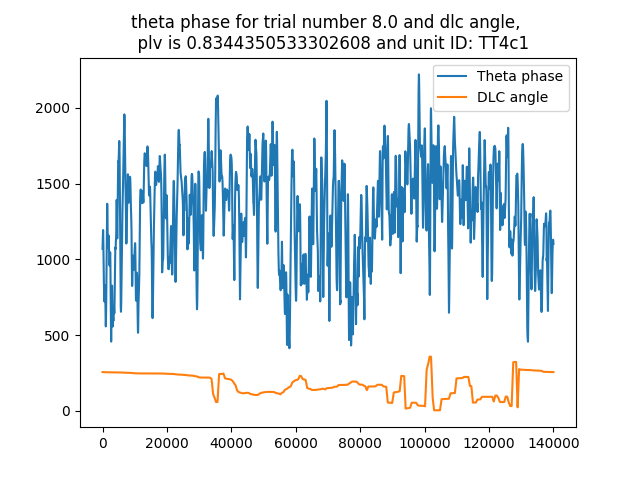 theta phase for trial number 8.0 and dlc angle,
plv is 0.8344350533302608 and unit ID: TT4c1
Theta phase
DLC angle
2000
1500
1000
500
0
0 20000 40000 60000 80000 100000 120000 140000